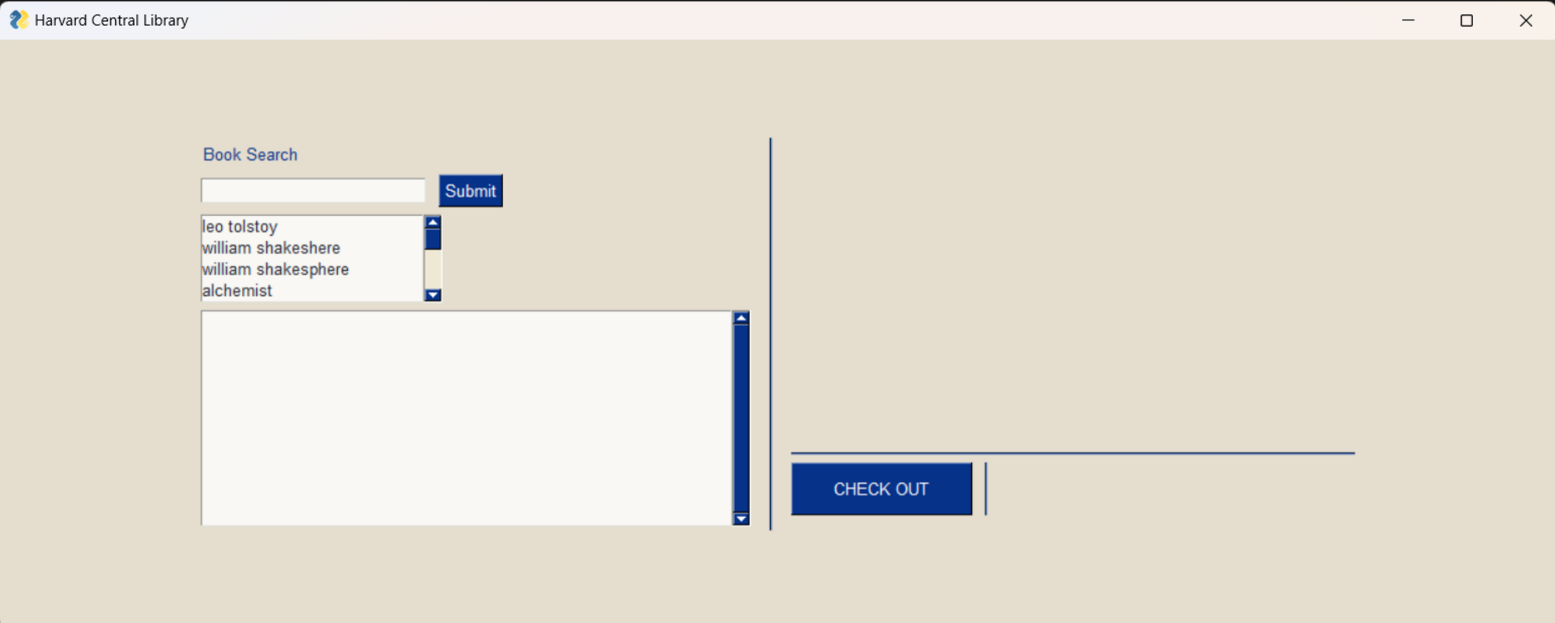 Harvard Central Library
Book Search
Submit
leo tolstoy
william shakeshere
william shakesphere
alchemist
CHECK OUT